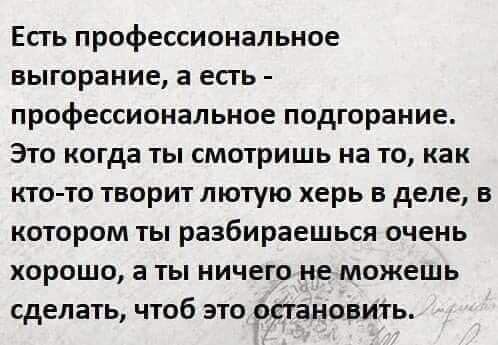 Есть профессиональное
выгорание, а есть -
профессиональное подгорание.
Это когда ты смотришь на то, как
кто-то творит лютую херь в деле, в
котором ты разбираешься очень
хорошо, а ты ничего не можешь
сделать, чтоб это остановить.